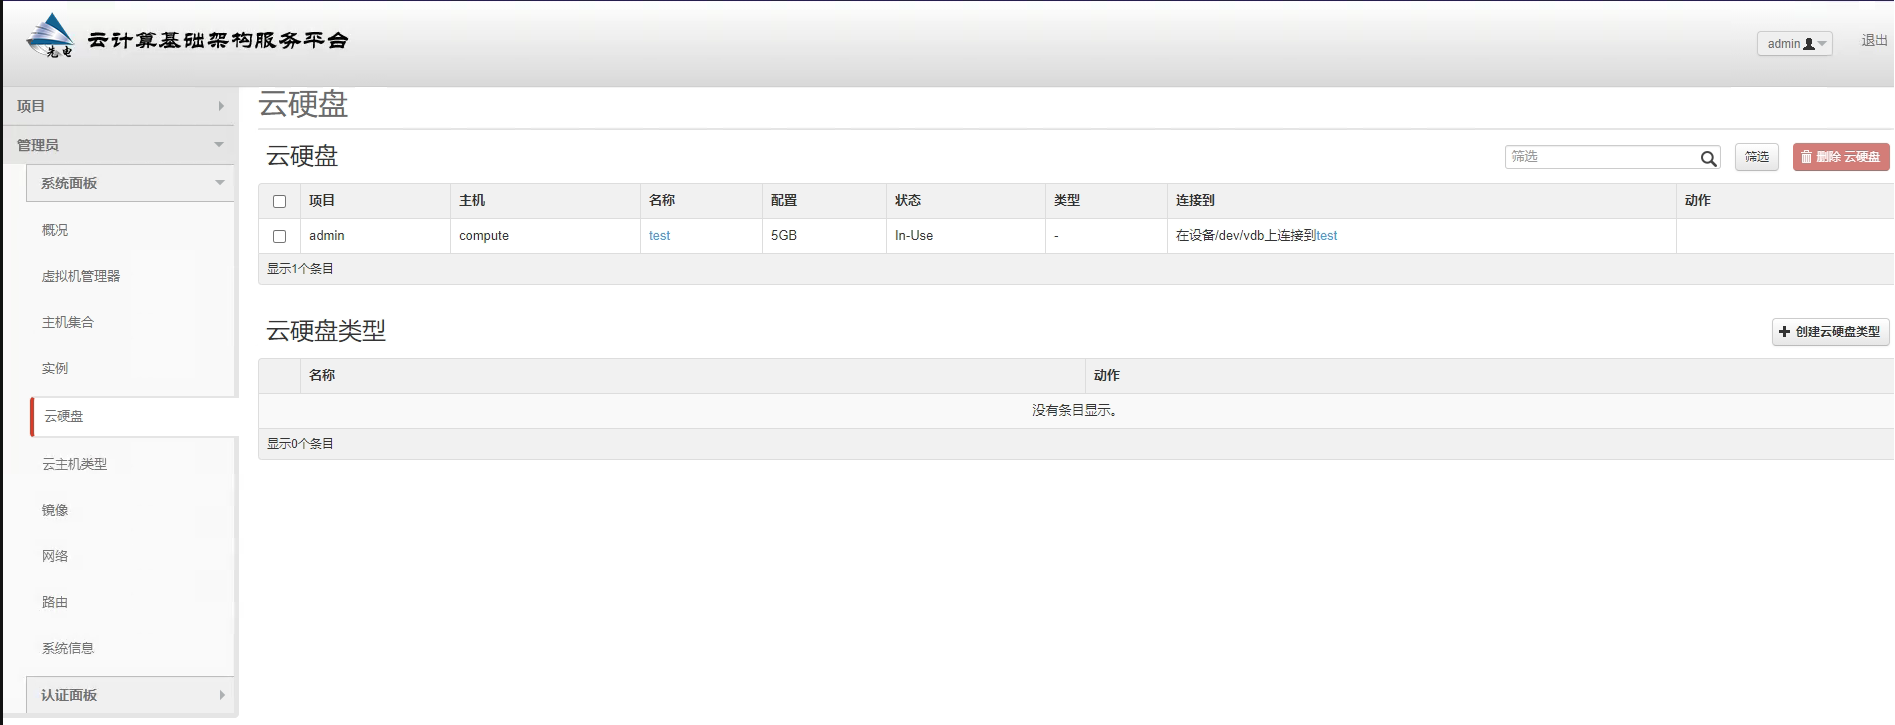 先电 云计算基础架构服务平台
admin 退出
项目
管理员
系统面板
概况
虚拟机管理器
主机集合
实例
云硬盘
云主机类型
镜像
网络
路由
系统信息
认证面板
云硬盘
云硬盘
筛选 筛选 删除 云硬盘
项目 主机 名称 配置 状态 类型 连接到 动作
admin compute test 5GB In-Use - 在设备/dev/vdb上连接到test
显示1个条目
云硬盘类型
创建云硬盘类型
名称 动作
没有条目显示。
显示0个条目